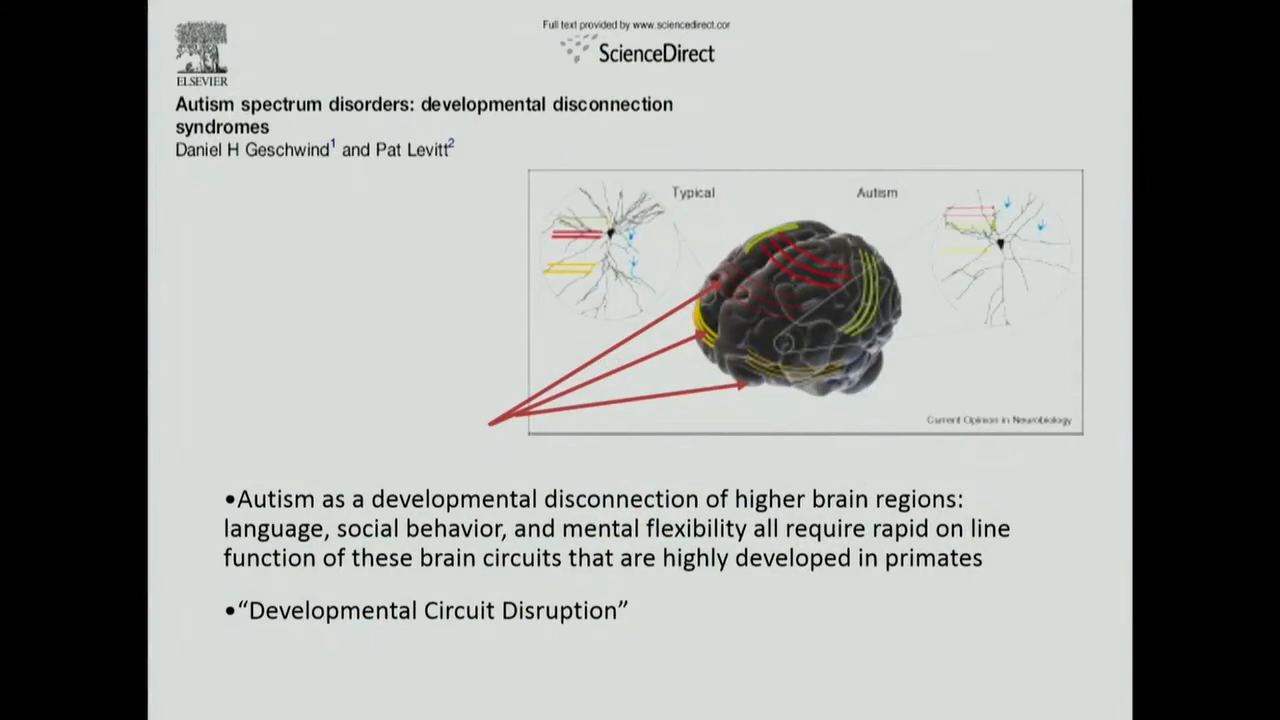 Full text provided by www.sciencedirect.cor
ScienceDirect
ELSEVIER
Autism spectrum disorders: developmental disconnection
syndromes
Daniel H Geschwind1 and Pat Levitt2
Typical
Autism
Current Opinion in Neurobiology
•Autism as a developmental disconnection of higher brain regions:
language, social behavior, and mental flexibility all require rapid on line
function of these brain circuits that are highly developed in primates
•“Developmental Circuit Disruption”